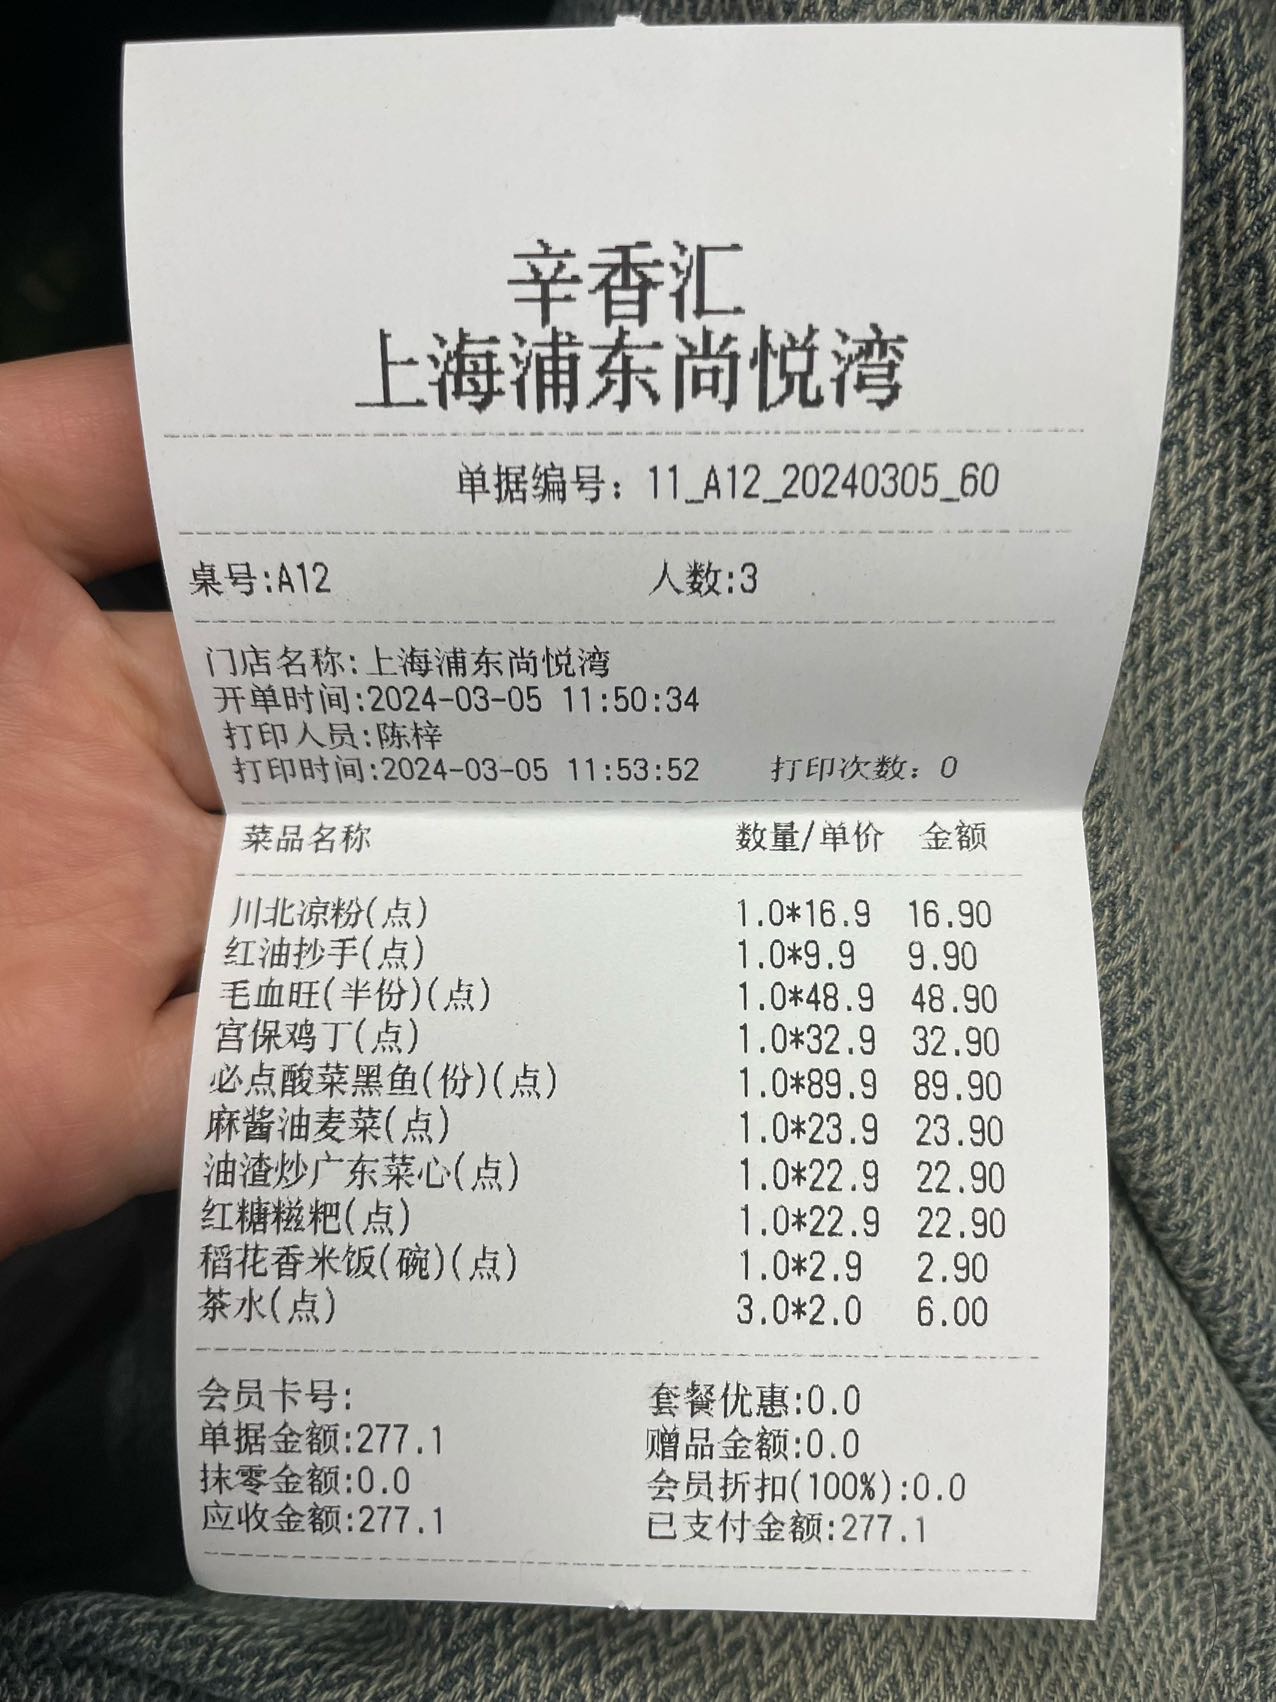 辛香汇
上海浦东尚悦湾
单据编号：11_A12_20240305_60
桌号:A12 人数:3
门店名称:上海浦东尚悦湾
开单时间:2024-03-05 11:50:34
打印人员:陈梓
打印时间:2024-03-05 11:53:52 打印次数：0
菜品名称 数量/单价 金额
川北凉粉(点) 1.0*16.9 16.90
红油抄手(点) 1.0*9.9 9.90
毛血旺(半份)(点) 1.0*48.9 48.90
宫保鸡丁(点) 1.0*32.9 32.90
必点酸菜黑鱼(份)(点) 1.0*89.9 89.90
麻酱油麦菜(点) 1.0*23.9 23.90
油渣炒广东菜心(点) 1.0*22.9 22.90
红糖糍粑(点) 1.0*22.9 22.90
稻花香米饭(碗)(点) 1.0*2.9 2.90
茶水(点) 3.0*2.0 6.00
会员卡号: 套餐优惠:0.0
单据金额:277.1 赠品金额:0.0
抹零金额:0.0 会员折扣(100%):0.0
应收金额:277.1 已支付金额:277.1